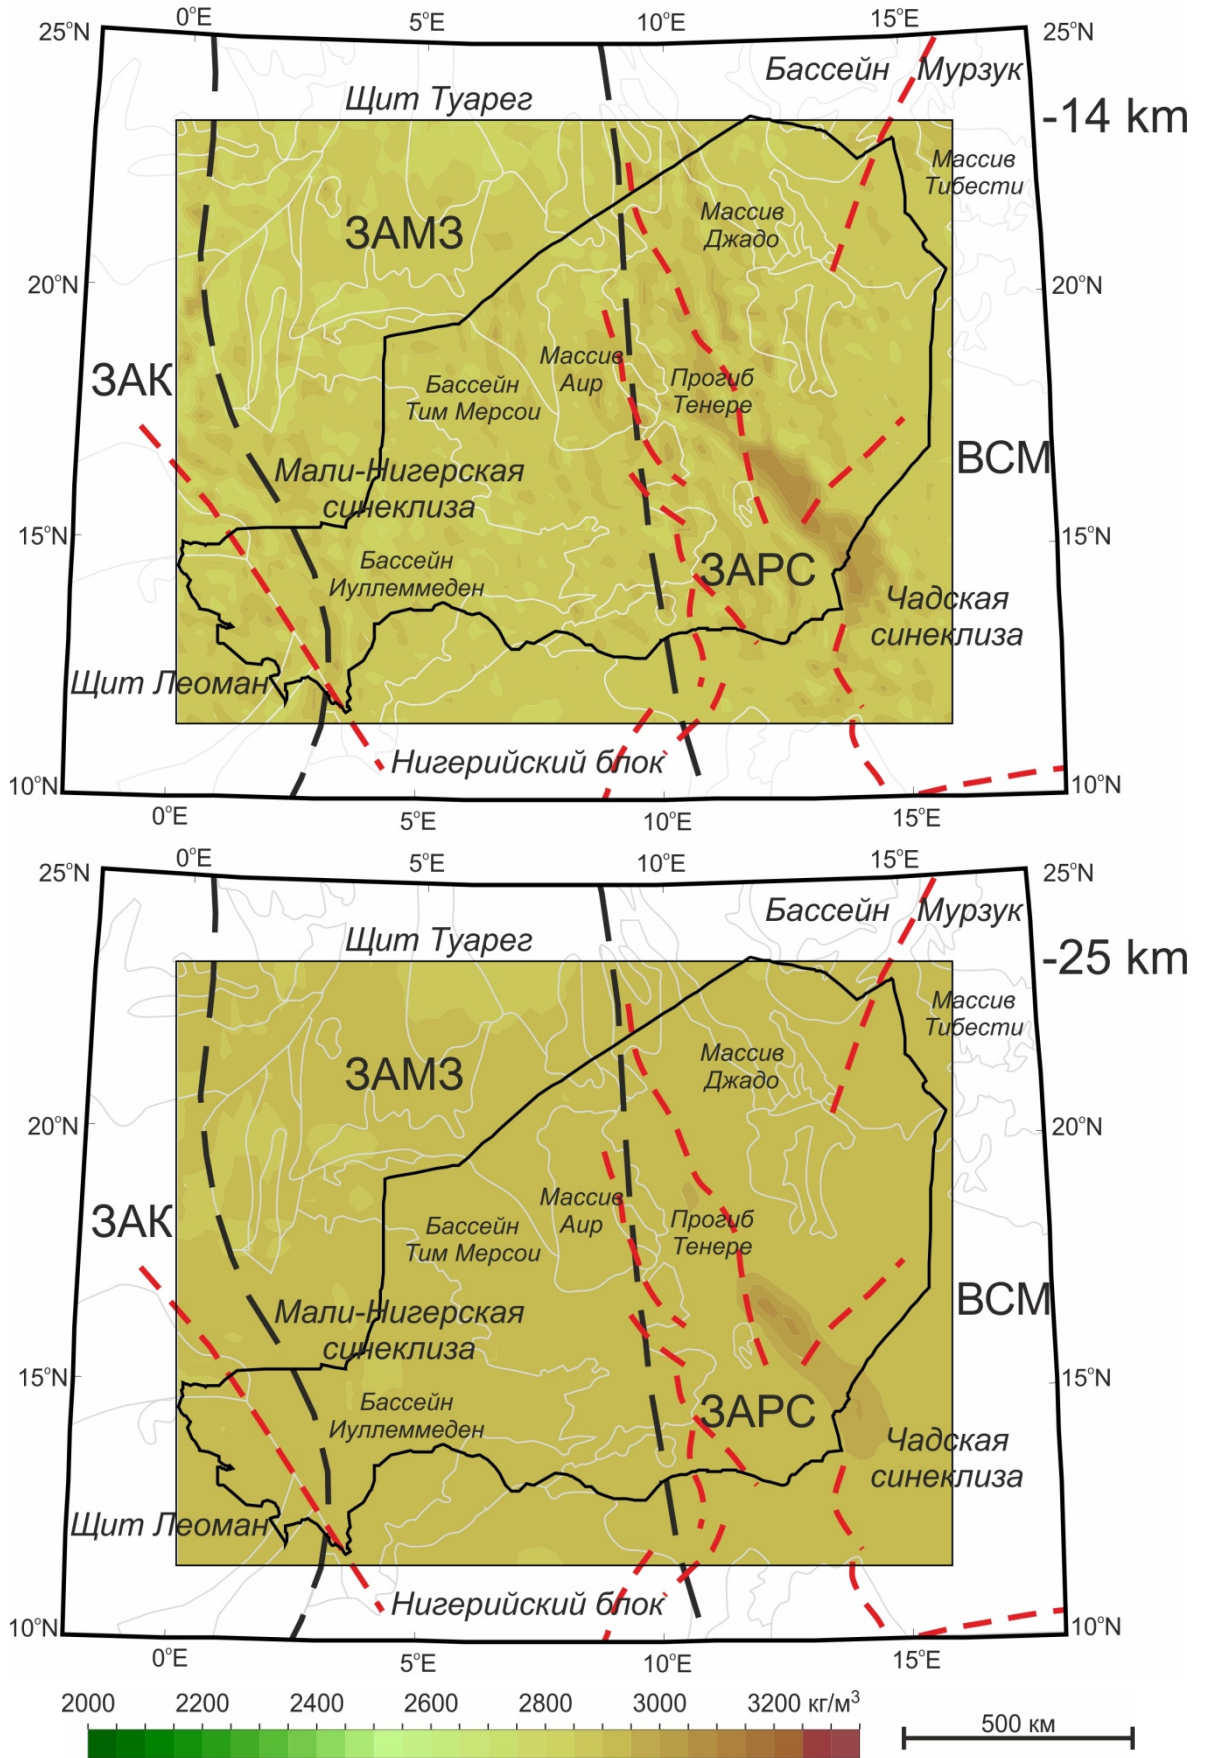 0°E 5°E 10°E 15°E
25°N 25°N
Бассейн Мурзук
Щит Туарег
-14 km
Массив
Тибести
Массив
Джадо
ЗАМЗ
20°N 20°N
Массив
Аир
Прогиб
Тенере
ЗАК
Бассейн
Тим Мерсои
ВСМ
Мали-Нигерская
синеклиза
15°N 15°N
Бассейн
Иуллеммеден
ЗАРС
Чадская
синеклиза
Щит Леоман
Нигерийский блок
10°N 10°N
0°E 5°E 10°E 15°E
0°E 5°E 10°E 15°E
25°N 25°N
Бассейн Мурзук
Щит Туарег
-25 km
Массив
Тибести
Массив
Джадо
ЗАМЗ
20°N 20°N
Массив
Аир
Прогиб
Тенере
ЗАК
Бассейн
Тим Мерсои
ВСМ
Мали-Нигерская
синеклиза
15°N 15°N
Бассейн
Иуллеммеден
ЗАРС
Чадская
синеклиза
Щит Леоман
Нигерийский блок
10°N 10°N
0°E 5°E 10°E 15°E
2000 2200 2400 2600 2800 3000 3200 кг/м³
500 км